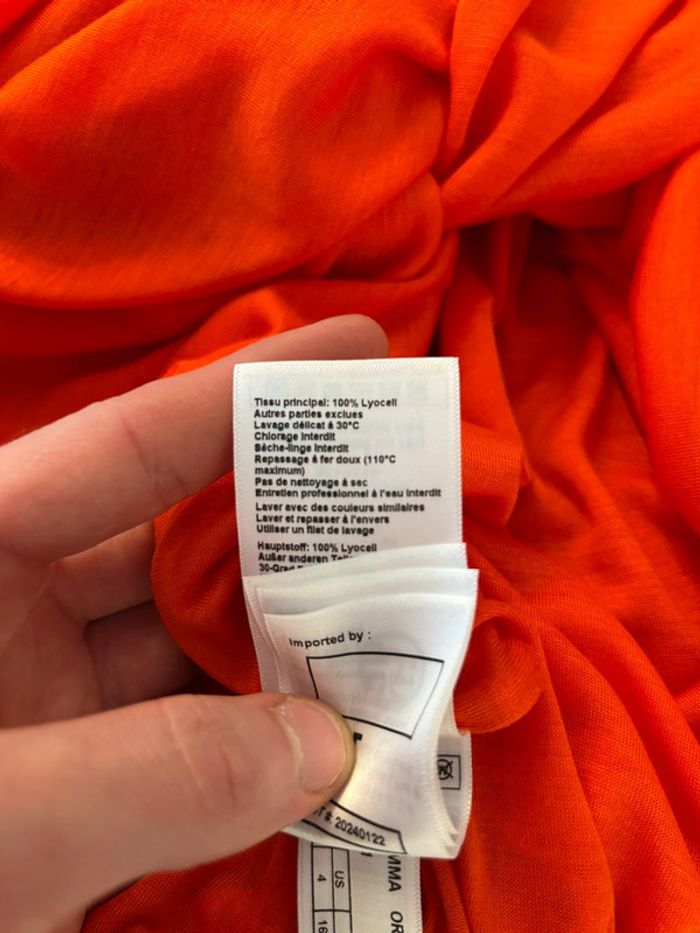 Tissu principal: 100% Lyocell
Autres parties exclues
Lavage délicat à 30°C
Chlorage interdit
Sèche-linge interdit
Repassage à fer doux (110°C
maximum)
Pas de nettoyage à sec
Entretien professionnel à l'eau interdit
Laver avec des couleurs similaires
Laver et repasser à l'envers
Utiliser un filet de lavage
Hauptstoff: 100% Lyocell
Außer anderen
Imported by :
20240122
US
4